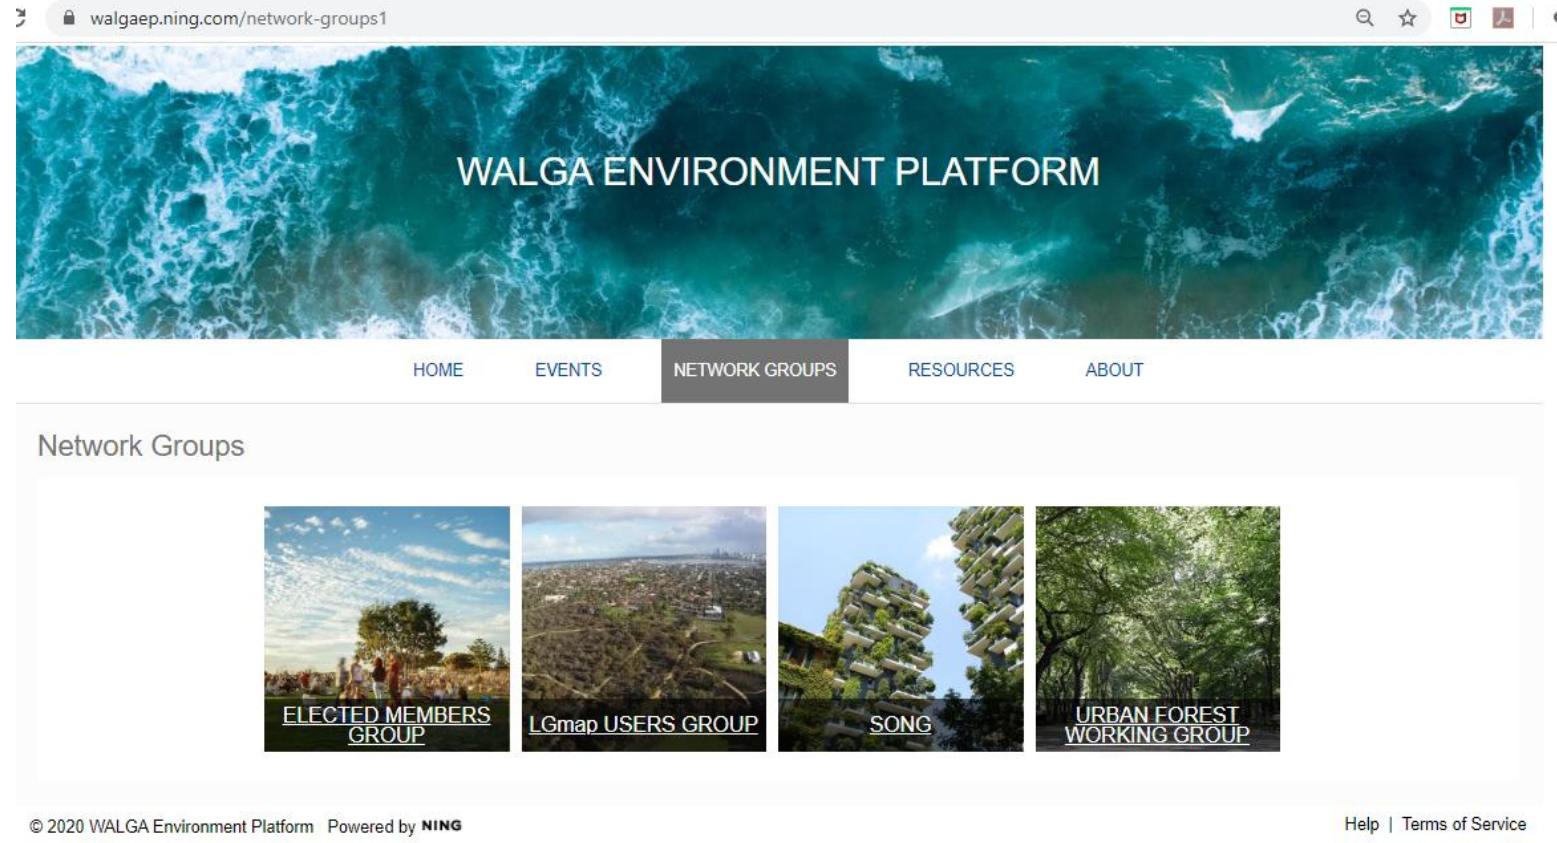 walgaep.ning.com/network-groups1
WALGA ENVIRONMENT PLATFORM
HOME EVENTS NETWORK GROUPS RESOURCES ABOUT
Network Groups
ELECTED MEMBERS
GROUP
LGmap USERS GROUP
SONG
URBAN FOREST
WORKING GROUP
© 2020 WALGA Environment Platform Powered by NING
Help | Terms of Service